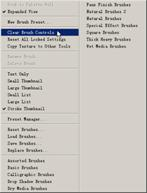 Dock to Palette Well
Expanded View
New Brush Preset...
Clear Brush Controls
Reset All Locked Settings
Copy Texture to Other Tools
Rename Brush
Delete Brush
Text Only
Small Thumbnail
Large Thumbnail
Small List
Large List
Stroke Thumbnail
Preset Manager...
Reset Brushes...
Load Brushes...
Save Brushes...
Replace Brushes...
Assorted Brushes
Basic Brushes
Calligraphic Brushes
Drop Shadow Brushes
Dry Media Brushes
Faux Finish Brushes
Natural Brushes 2
Natural Brushes
Special Effect Brushes
Square Brushes
Thick Heavy Brushes
Wet Media Brushes